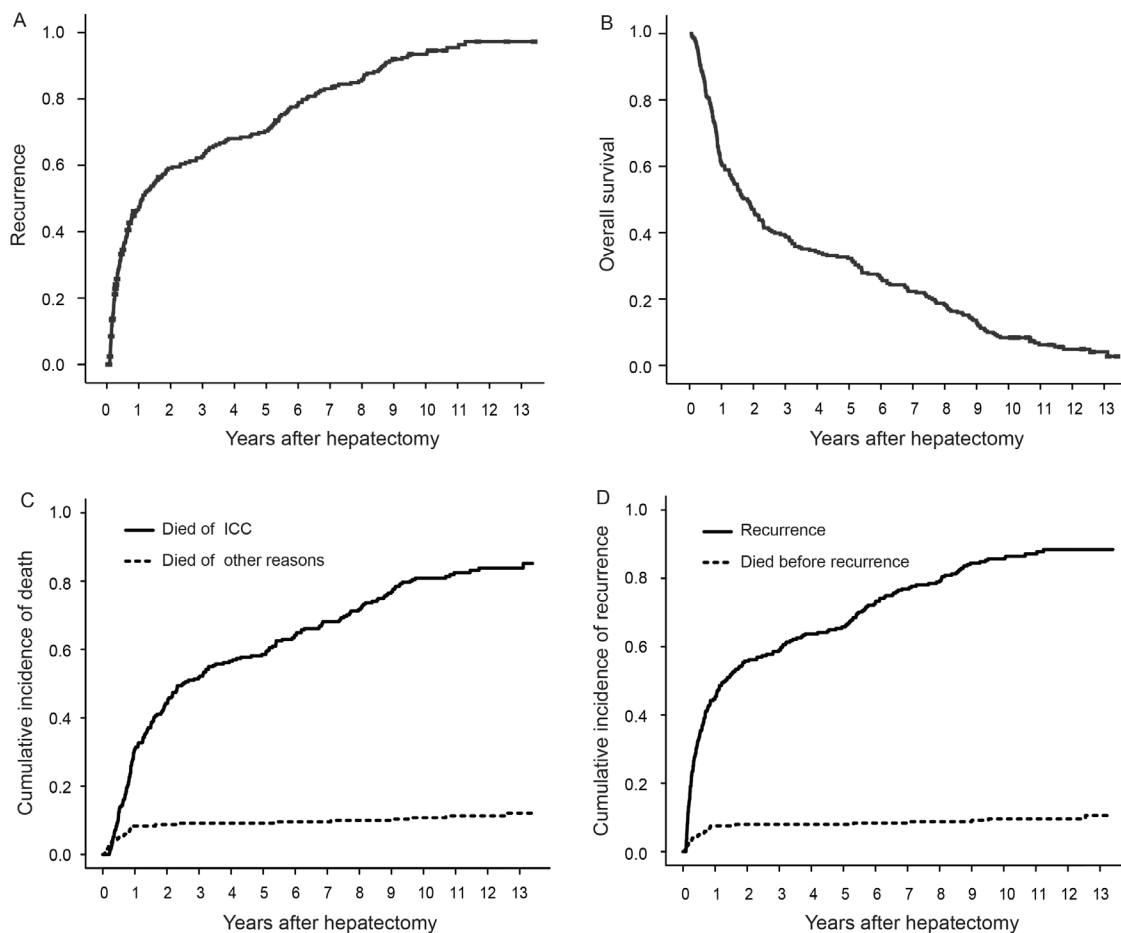 A
Recurrence
1.0
0.8
0.6
0.4
0.2
0.0
0 1 2 3 4 5 6 7 8 9 10 11 12 13
Years after hepatectomy
B
Overall survival
1.0
0.8
0.6
0.4
0.2
0.0
0 1 2 3 4 5 6 7 8 9 10 11 12 13
Years after hepatectomy
C
Cumulative incidence of death
1.0
0.8
0.6
0.4
0.2
0.0
Died of ICC
Died of other reasons
0 1 2 3 4 5 6 7 8 9 10 11 12 13
Years after hepatectomy
D
Cumulative incidence of recurrence
1.0
0.8
0.6
0.4
0.2
0.0
Recurrence
Died before recurrence
0 1 2 3 4 5 6 7 8 9 10 11 12 13
Years after hepatectomy